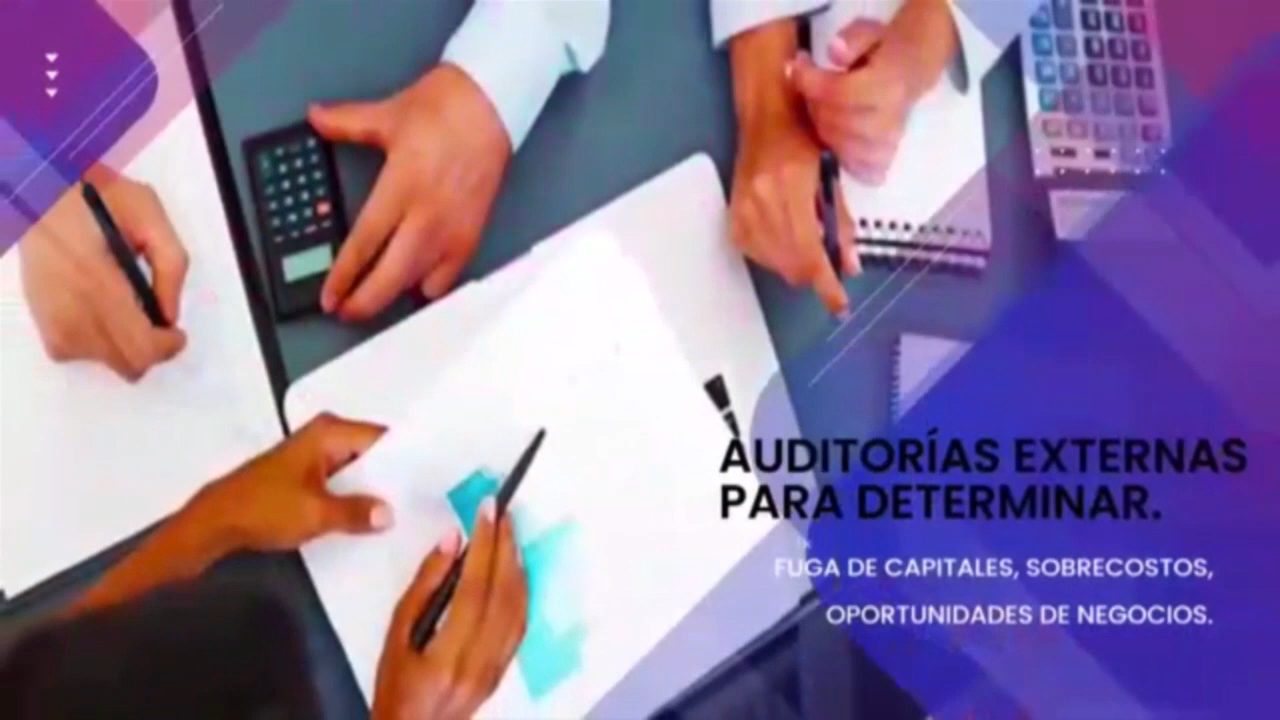 AUDITORÍAS EXTERNAS
PARA DETERMINAR.
FUGA DE CAPITALES, SOBRECOSTOS,
OPORTUNIDADES DE NEGOCIOS.